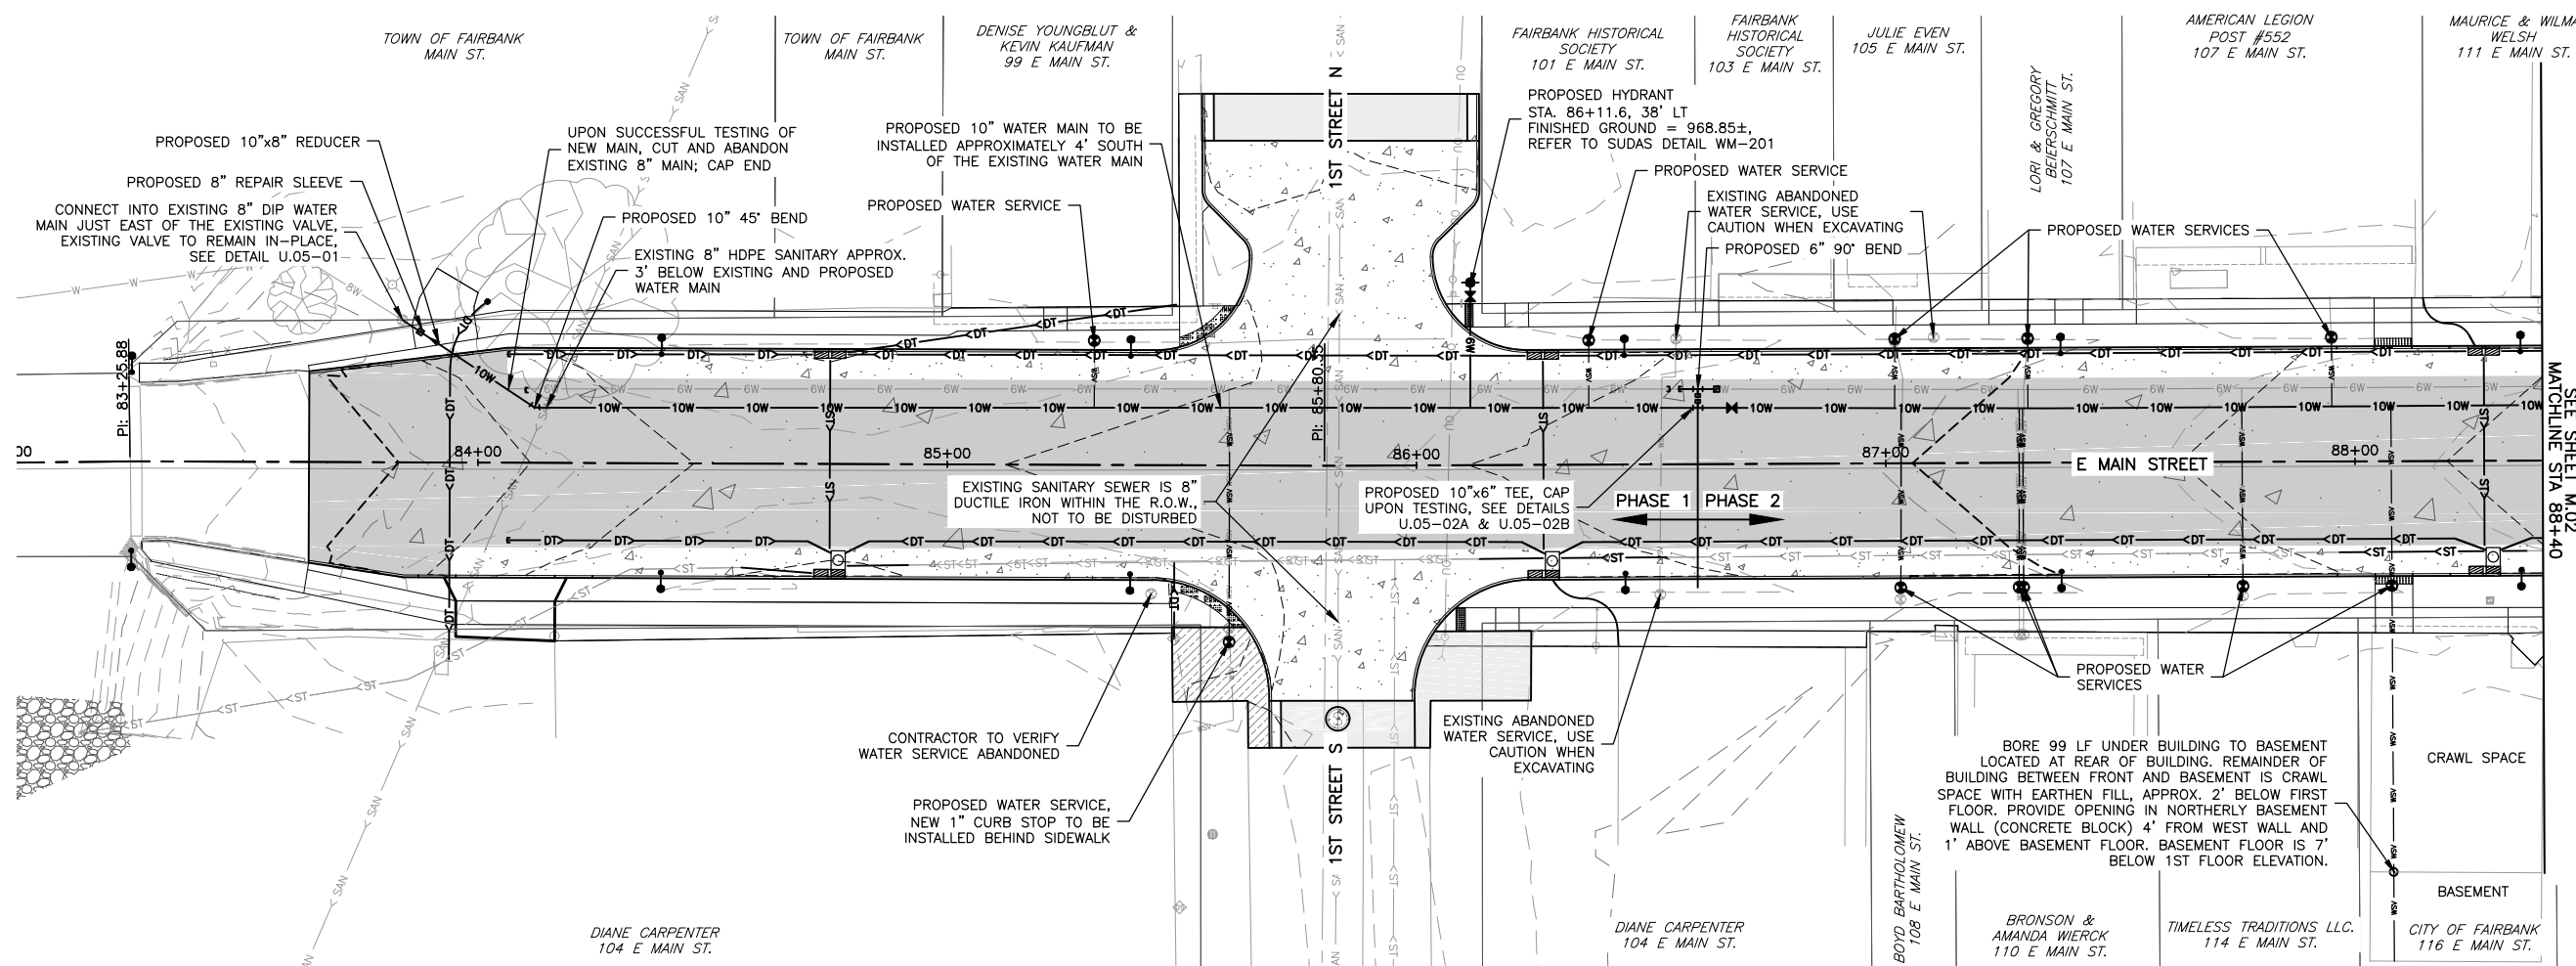 TOWN OF FAIRBANK
MAIN ST.
TOWN OF FAIRBANK
MAIN ST.
DENISE YOUNGBLUT &
KEVIN KAUFMAN
99 E MAIN ST.
FAIRBANK HISTORICAL
SOCIETY
101 E MAIN ST.
FAIRBANK
HISTORICAL
SOCIETY
103 E MAIN ST.
JULIE EVEN
105 E MAIN ST.
LORI & GREGORY
BEIERSCHMITT
107 E MAIN ST.
AMERICAN LEGION
POST #552
107 E MAIN ST.
MAURICE & WILMA
WELSH
111 E MAIN ST.
1ST STREET N
PROPOSED 10"x8" REDUCER
PROPOSED 8" REPAIR SLEEVE
CONNECT INTO EXISTING 8" DIP WATER
MAIN JUST EAST OF THE EXISTING VALVE,
EXISTING VALVE TO REMAIN IN-PLACE,
SEE DETAIL U.05-01
UPON SUCCESSFUL TESTING OF
NEW MAIN, CUT AND ABANDON
EXISTING 8" MAIN; CAP END
PROPOSED 10" 45° BEND
EXISTING 8" HDPE SANITARY APPROX.
3' BELOW EXISTING AND PROPOSED
WATER MAIN
PROPOSED 10" WATER MAIN TO BE
INSTALLED APPROXIMATELY 4' SOUTH
OF THE EXISTING WATER MAIN
PROPOSED WATER SERVICE
PROPOSED HYDRANT
STA. 86+11.6, 38' LT
FINISHED GROUND = 968.85±,
REFER TO SUDAS DETAIL WM-201
PROPOSED WATER SERVICE
EXISTING ABANDONED
WATER SERVICE, USE
CAUTION WHEN EXCAVATING
PROPOSED 6" 90° BEND
PROPOSED WATER SERVICES
PI: 83+25.88
PI: 85+80.35
00
84+00
85+00
86+00
87+00
88+00
E MAIN STREET
SEE SHEET M.02
MATCHLINE STA 88+40
EXISTING SANITARY SEWER IS 8"
DUCTILE IRON WITHIN THE R.O.W.,
NOT TO BE DISTURBED
PROPOSED 10"x6" TEE, CAP
UPON TESTING, SEE DETAILS
U.05-02A & U.05-02B
PHASE 1
PHASE 2
CONTRACTOR TO VERIFY
WATER SERVICE ABANDONED
PROPOSED WATER SERVICE,
NEW 1" CURB STOP TO BE
INSTALLED BEHIND SIDEWALK
1ST STREET S
EXISTING ABANDONED
WATER SERVICE, USE
CAUTION WHEN
EXCAVATING
PROPOSED WATER
SERVICES
BORE 99 LF UNDER BUILDING TO BASEMENT
LOCATED AT REAR OF BUILDING. REMAINDER OF
BUILDING BETWEEN FRONT AND BASEMENT IS CRAWL
SPACE WITH EARTHEN FILL, APPROX. 2' BELOW FIRST
FLOOR. PROVIDE OPENING IN NORTHERLY BASEMENT
WALL (CONCRETE BLOCK) 4' FROM WEST WALL AND
1' ABOVE BASEMENT FLOOR. BASEMENT FLOOR IS 7'
BELOW 1ST FLOOR ELEVATION.
CRAWL SPACE
BASEMENT
DIANE CARPENTER
104 E MAIN ST.
DIANE CARPENTER
104 E MAIN ST.
BOYD BARTHOLOMEW
108 E MAIN ST.
BRONSON &
AMANDA WIERCK
110 E MAIN ST.
TIMELESS TRADITIONS LLC.
114 E MAIN ST.
CITY OF FAIRBANK
116 E MAIN ST.